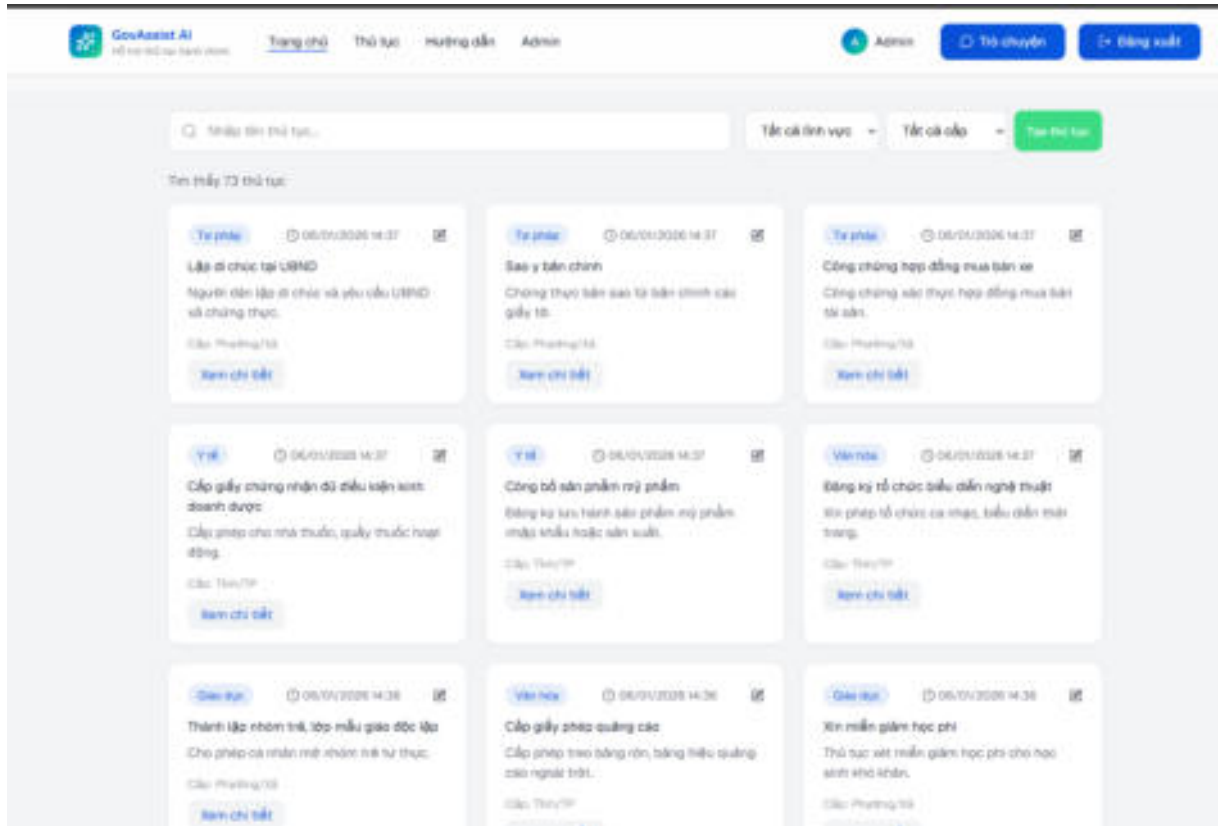 GovAssist AI
Hỗ trợ thủ tục hành chính
Trang chủ
Thủ tục
Hướng dẫn
Admin
A
Admin
Trò chuyện
Đăng xuất
Nhập tên thủ tục...
Tất cả lĩnh vực
Tất cả cấp
Tạo thủ tục
Tìm thấy 73 thủ tục
Tư pháp
06/01/2026 14:37
Lập di chúc tại UBND
Người dân lập di chúc và yêu cầu UBND
xã chứng thực.
Cấp: Phường/Xã
Xem chi tiết
Tư pháp
06/01/2026 14:37
Sao y bản chính
Chứng thực bản sao từ bản chính các
giấy tờ.
Cấp: Phường/Xã
Xem chi tiết
Tư pháp
06/01/2026 14:37
Công chứng hợp đồng mua bán xe
Công chứng xác thực hợp đồng mua bán
tài sản.
Cấp: Phường/Xã
Xem chi tiết
Y tế
06/01/2026 14:37
Cấp giấy chứng nhận đủ điều kiện kinh
doanh dược
Cấp phép cho nhà thuốc, quầy thuốc hoạt
động.
Cấp: Tỉnh/TP
Xem chi tiết
Y tế
06/01/2026 14:37
Công bố sản phẩm mỹ phẩm
Đăng ký lưu hành sản phẩm mỹ phẩm
nhập khẩu hoặc sản xuất.
Cấp: Tỉnh/TP
Xem chi tiết
Văn hóa
06/01/2026 14:37
Đăng ký tổ chức biểu diễn nghệ thuật
Xin phép tổ chức ca nhạc, biểu diễn thời
trang.
Cấp: Tỉnh/TP
Xem chi tiết
Giáo dục
06/01/2026 14:36
Thành lập nhóm trẻ, lớp mẫu giáo độc lập
Cho phép cá nhân mở nhóm trẻ tư thục.
Cấp: Phường/Xã
Xem chi tiết
Văn hóa
06/01/2026 14:36
Cấp giấy phép quảng cáo
Cấp phép treo băng rôn, bảng hiệu quảng
cáo ngoài trời.
Cấp: Tỉnh/TP
Giáo dục
06/01/2026 14:36
Xin miễn giảm học phí
Thủ tục xét miễn giảm học phí cho học
sinh khó khăn.
Cấp: Phường/Xã